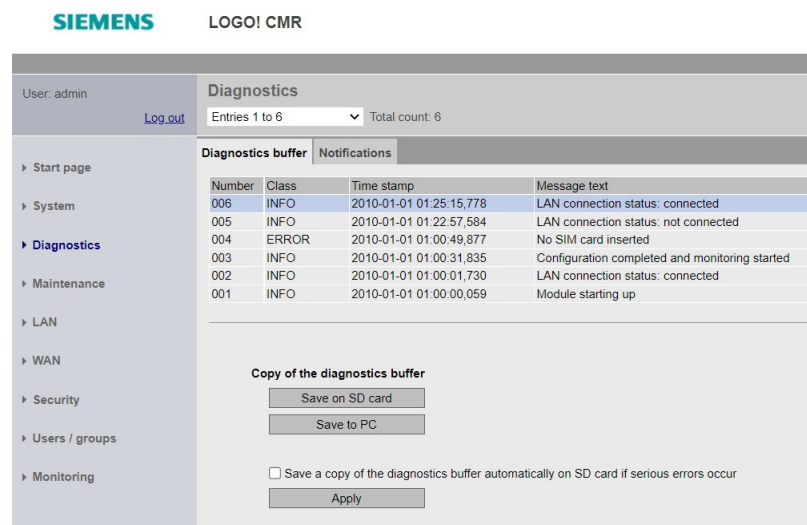 SIEMENS LOGO! CMR
User: admin
Log out
Start page
System
Diagnostics
Maintenance
LAN
WAN
Security
Users / groups
Monitoring
Diagnostics
Entries 1 to 6 Total count: 6
Diagnostics buffer Notifications
Number Class Time stamp Message text
006 INFO 2010-01-01 01:25:15,778 LAN connection status: connected
005 INFO 2010-01-01 01:22:57,584 LAN connection status: not connected
004 ERROR 2010-01-01 01:00:49,877 No SIM card inserted
003 INFO 2010-01-01 01:00:31,835 Configuration completed and monitoring started
002 INFO 2010-01-01 01:00:01,730 LAN connection status: connected
001 INFO 2010-01-01 01:00:00,059 Module starting up
Copy of the diagnostics buffer
Save on SD card
Save to PC
Save a copy of the diagnostics buffer automatically on SD card if serious errors occur
Apply